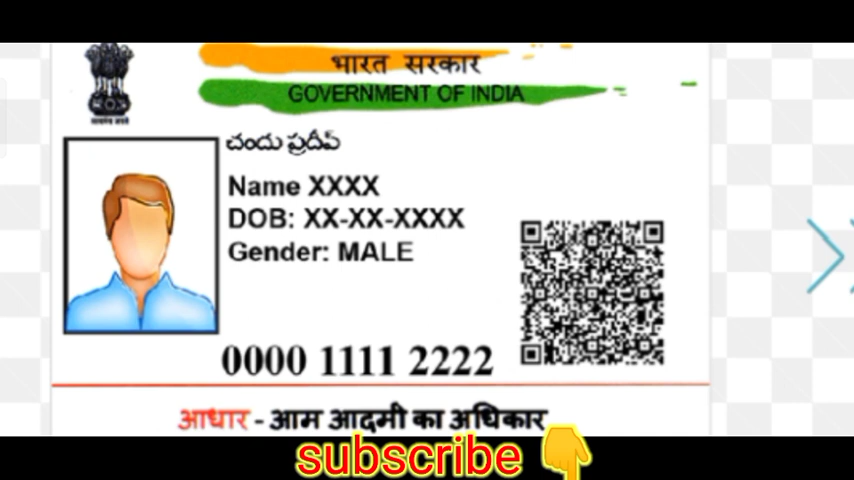 भारत सरकार
GOVERNMENT OF INDIA
చందు ప్రదీప్
Name XXXX
DOB: XX-XX-XXXX
Gender: MALE
0000 1111 2222
आधार - आम आदमी का अधिकार
subscribe